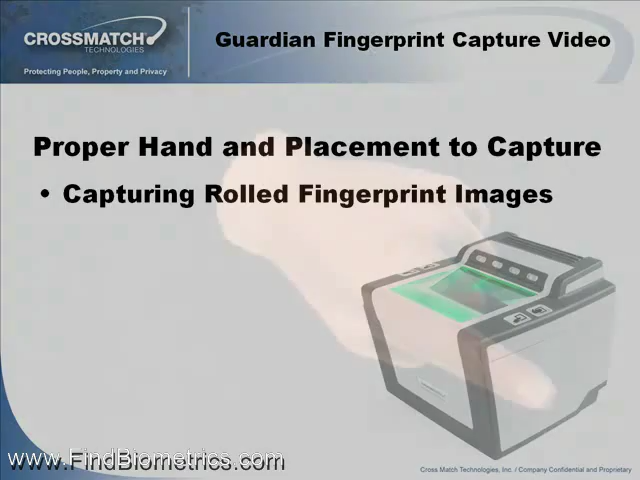 CROSSMATCH
TECHNOLOGIES
Protecting People, Property and Privacy
Guardian Fingerprint Capture Video
Proper Hand and Placement to Capture
• Capturing Rolled Fingerprint Images
www.FindBiometrics.com
Cross Match Technologies, Inc. / Company Confidential and Proprietary